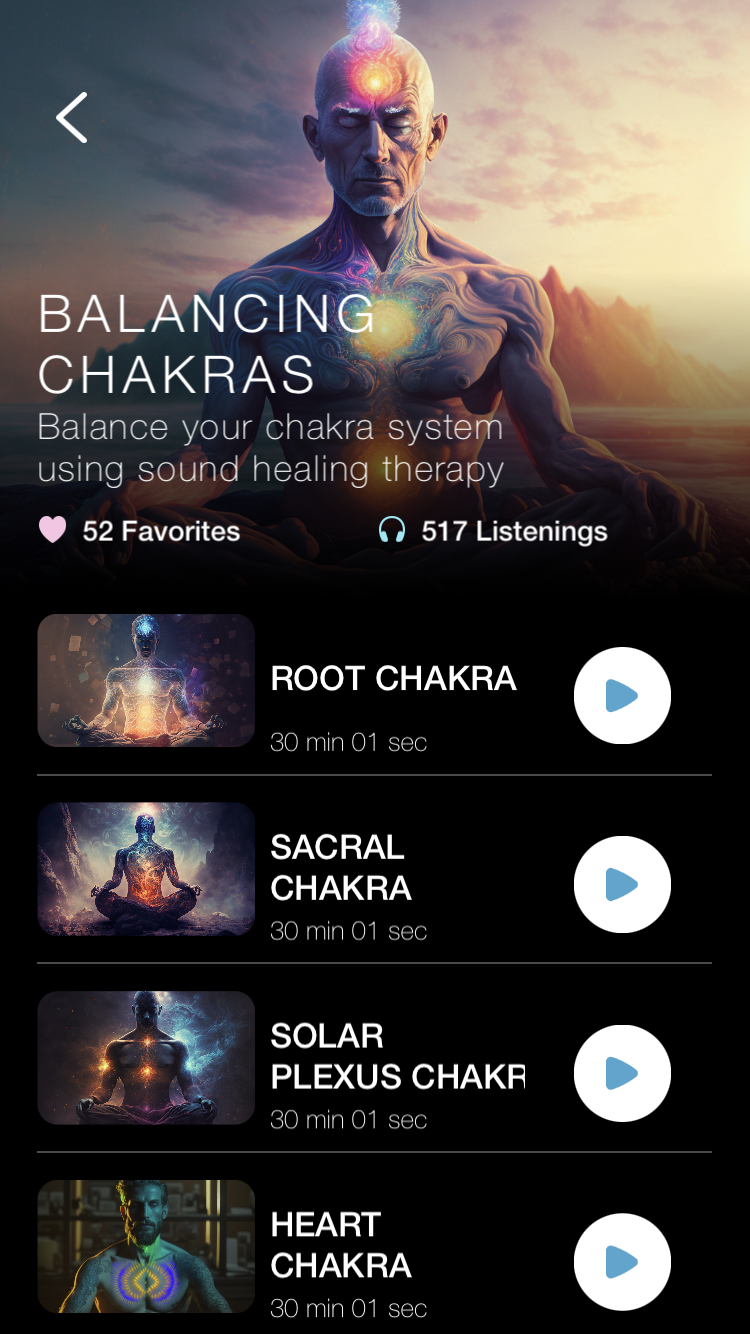 BALANCING
CHAKRAS
Balance your chakra system
using sound healing therapy
52 Favorites
517 Listenings
ROOT CHAKRA
30 min 01 sec
SACRAL
CHAKRA
30 min 01 sec
SOLAR
PLEXUS CHAKR
30 min 01 sec
HEART
CHAKRA
30 min 01 sec